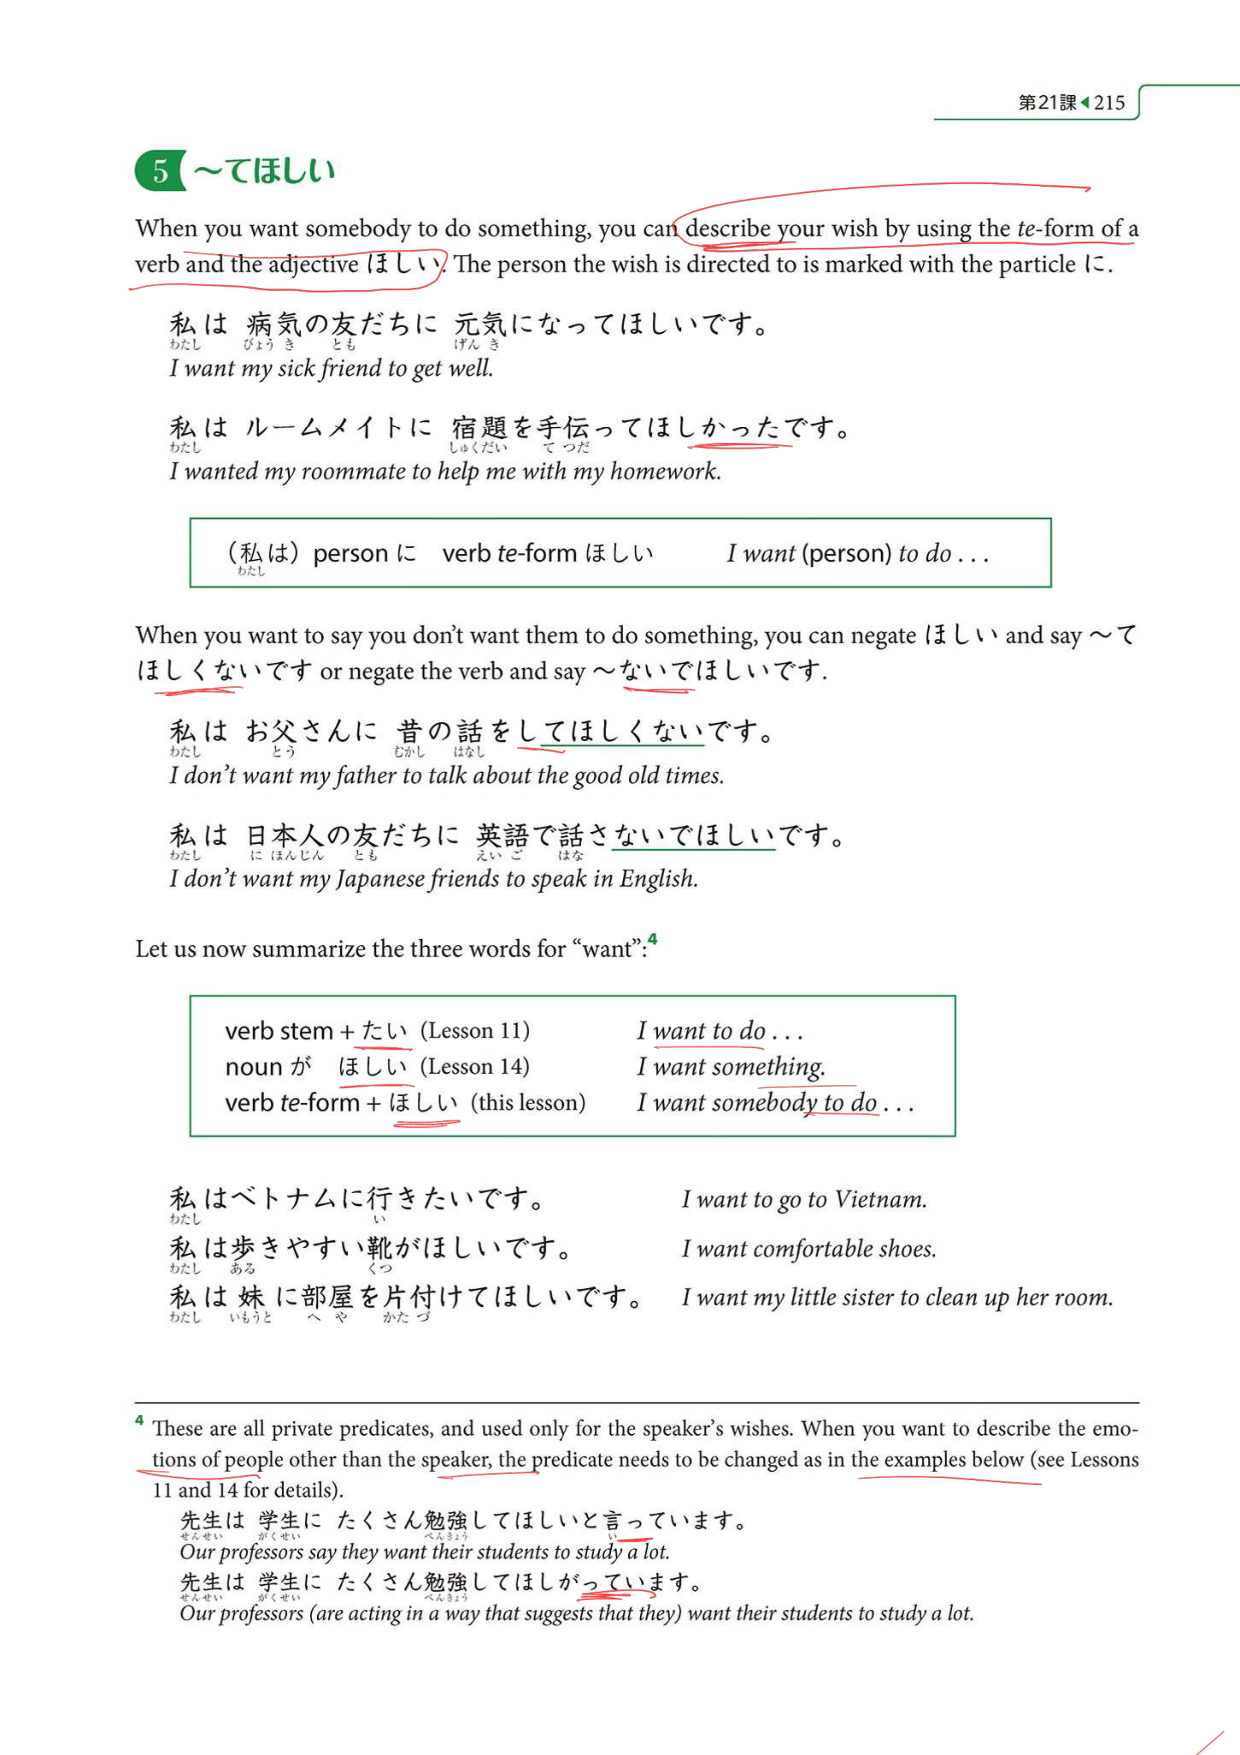 第21課◀215
5 〜てほしい
When you want somebody to do something, you can describe your wish by using the te-form of a
verb and the adjective ほしい. The person the wish is directed to is marked with the particle に.
私は 病気の友だちに 元気になってほしいです。
わたし びょう き とも げん き
I want my sick friend to get well.
私は ルームメイトに 宿題を手伝ってほしかったです。
わたし しゅくだい て つだ
I wanted my roommate to help me with my homework.
（私は）person に verb te-form ほしい I want (person) to do . . .
わたし
When you want to say you don’t want them to do something, you can negate ほしい and say 〜て
ほしくないです or negate the verb and say 〜ないでほしいです.
私は お父さんに 昔の話をしてほしくないです。
わたし とう むかし はなし
I don’t want my father to talk about the good old times.
私は 日本人の友だちに 英語で話さないでほしいです。
わたし に ほんじん とも えい ご はな
I don’t want my Japanese friends to speak in English.
Let us now summarize the three words for “want”:4
verb stem + たい (Lesson 11) I want to do . . .
noun が ほしい (Lesson 14) I want something.
verb te-form + ほしい (this lesson) I want somebody to do . . .
私はベトナムに行きたいです。 I want to go to Vietnam.
わたし い
私は歩きやすい靴がほしいです。 I want comfortable shoes.
わたし ある くつ
私は 妹 に部屋を片付けてほしいです。 I want my little sister to clean up her room.
わたし いもうと へ や かた づ
4 These are all private predicates, and used only for the speaker’s wishes. When you want to describe the emo-
tions of people other than the speaker, the predicate needs to be changed as in the examples below (see Lessons
11 and 14 for details).
先生は 学生に たくさん勉強してほしいと言っています。
せんせい がくせい べんきょう い
Our professors say they want their students to study a lot.
先生は 学生に たくさん勉強してほしがっています。
せんせい がくせい べんきょう
Our professors (are acting in a way that suggests that they) want their students to study a lot.